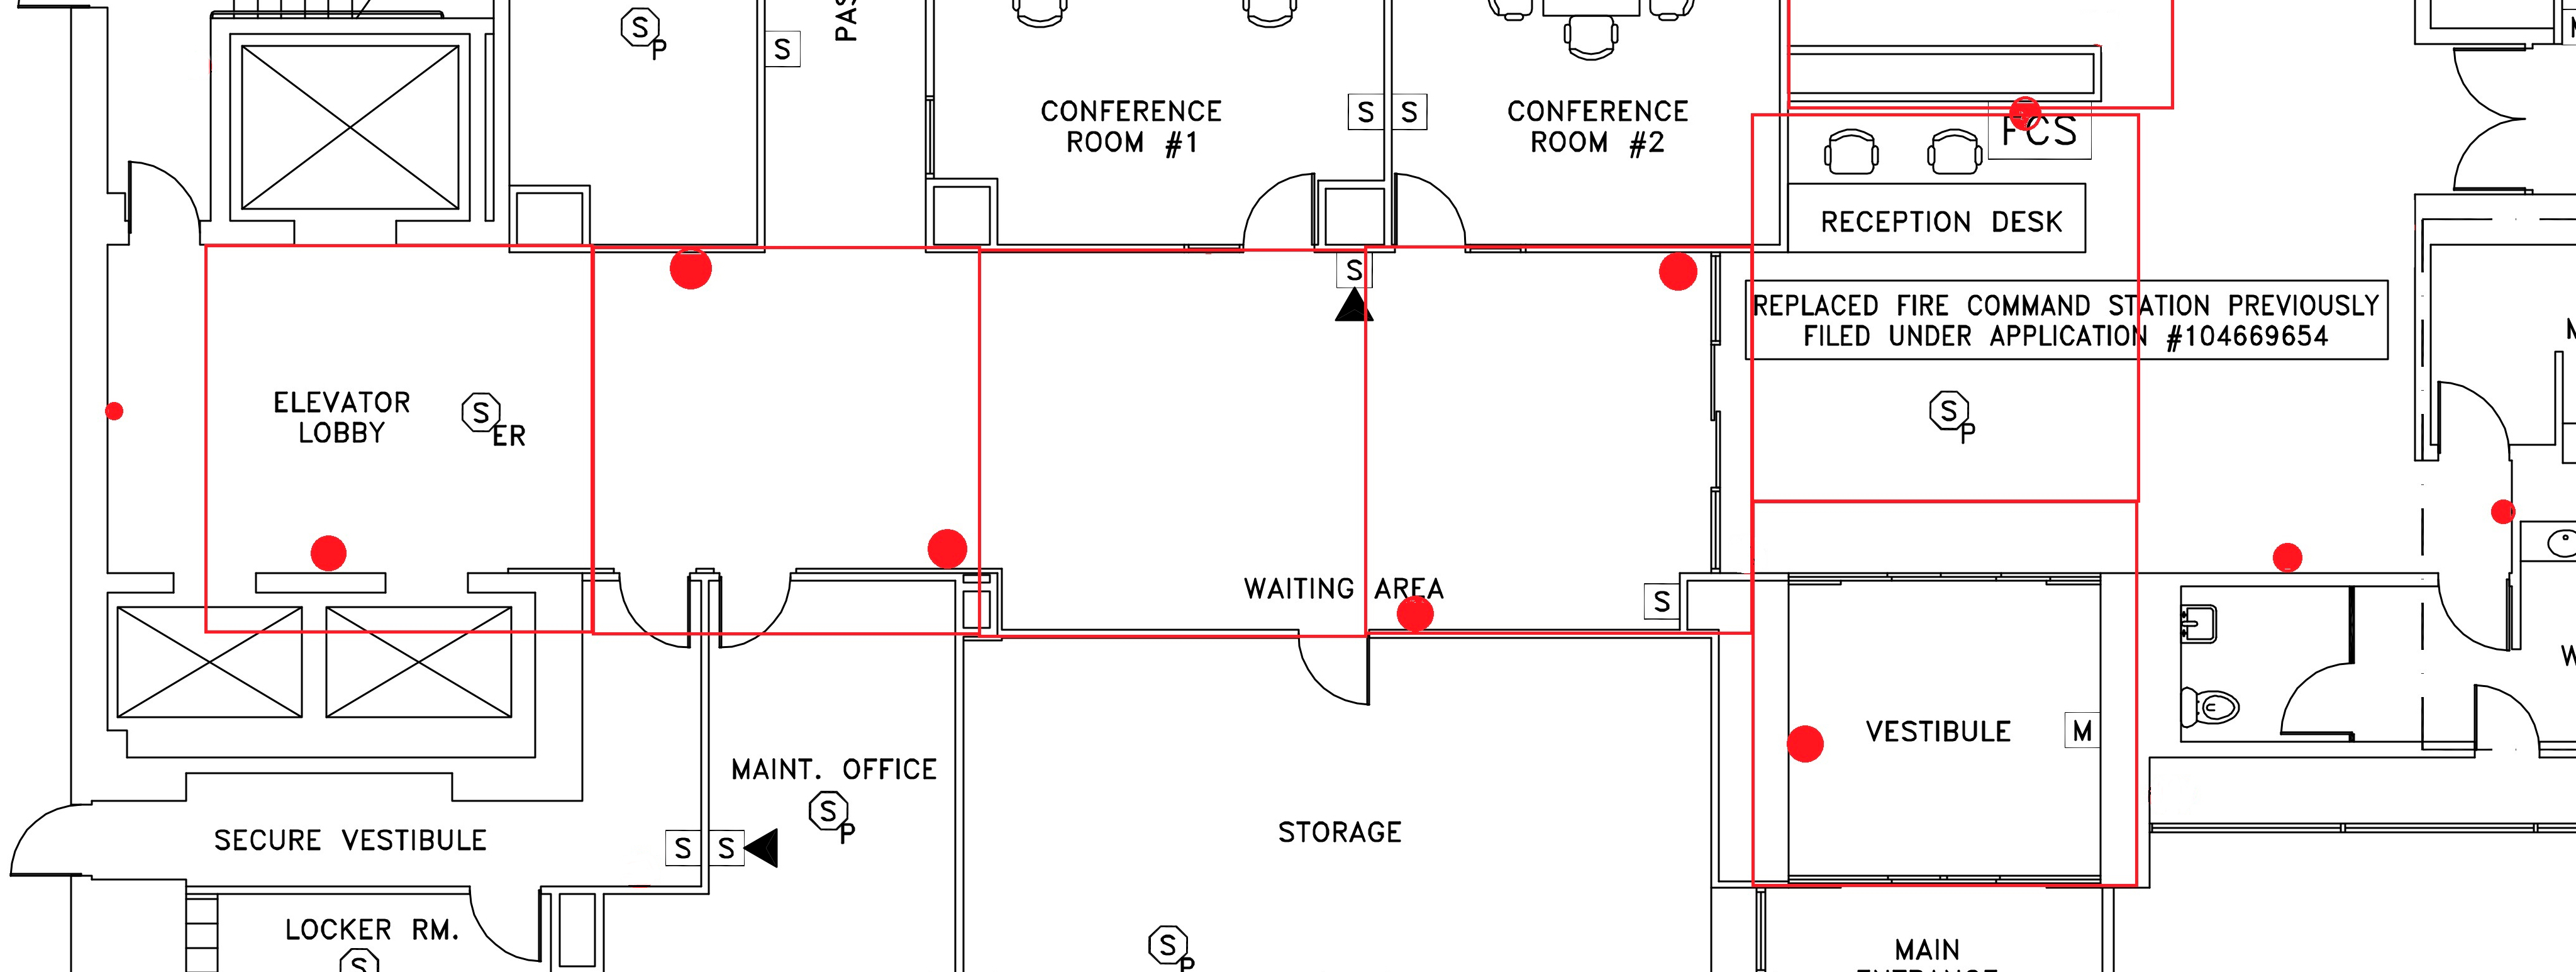 PAS
S
P
S
CONFERENCE
ROOM #1
S
S
CONFERENCE
ROOM #2
FCS
RECEPTION DESK
S
REPLACED FIRE COMMAND STATION PREVIOUSLY
FILED UNDER APPLICATION #104669654
ELEVATOR
LOBBY
S
ER
S
P
WAITING AREA
S
VESTIBULE
M
MAINT. OFFICE
S
P
SECURE VESTIBULE
S
S
STORAGE
LOCKER RM.
S
S
P
MAIN
ENTRANCE